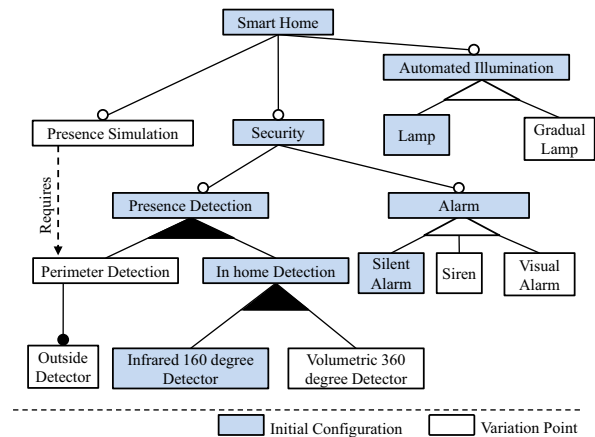 Smart Home
Automated Illumination
Presence Simulation
Security
Lamp
Gradual
Lamp
Requires
Presence Detection
Alarm
Perimeter Detection
In home Detection
Silent
Alarm
Siren
Visual
Alarm
Outside
Detector
Infrared 160 degree
Detector
Volumetric 360
degree Detector
Initial Configuration
Variation Point